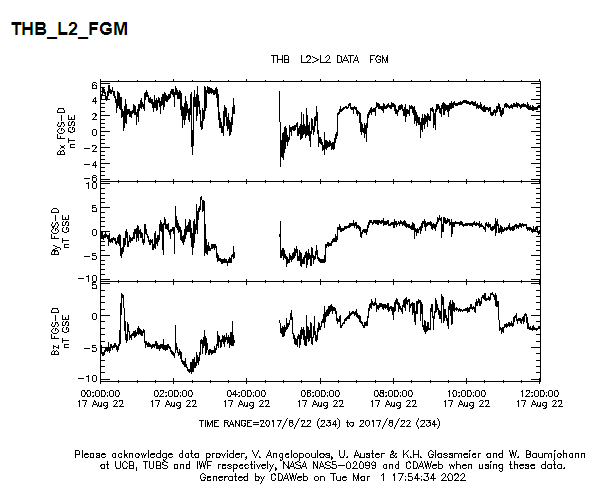 THB_L2_FGM
THB L2>L2 DATA FGM
Bx FGS-D
nT GSE
6
4
2
0
-2
-4
-6
By FGS-D
nT GSE
10
5
0
-5
-10
Bz FGS-D
nT GSE
5
0
-5
-10
00:00:00 02:00:00 04:00:00 06:00:00 08:00:00 10:00:00 12:00:00
17 Aug 22 17 Aug 22 17 Aug 22 17 Aug 22 17 Aug 22 17 Aug 22 17 Aug 22
TIME RANGE=2017/8/22 (234) to 2017/8/22 (234)
Please acknowledge data provider, V. Angelopoulos, U. Auster & K.H. Glassmeier and W. Baumjohann
at UCB, TUBS and IWF respectively, NASA NAS5-02099 and CDAWeb when using these data.
Generated by CDAWeb on Tue Mar 1 17:54:34 2022